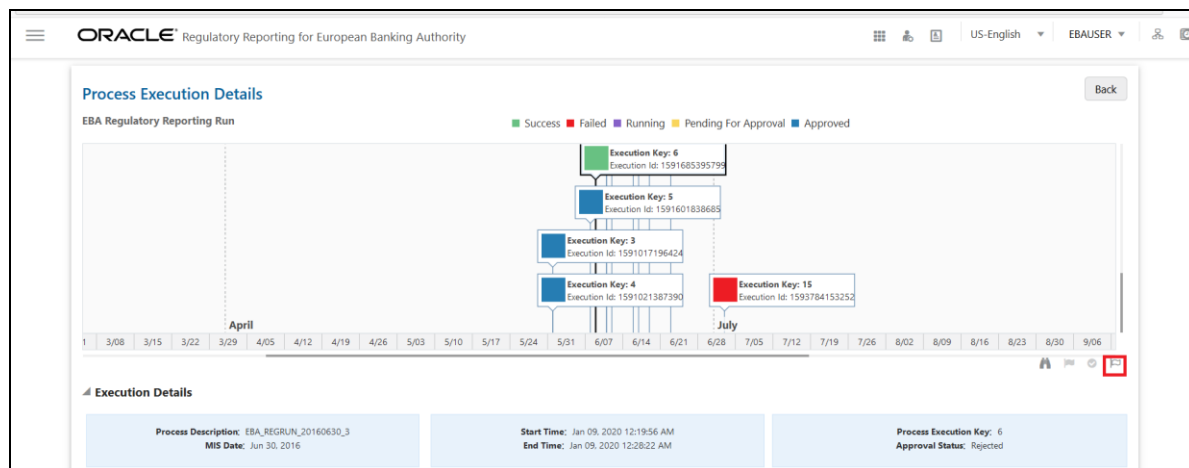 ORACLE® Regulatory Reporting for European Banking Authority US-English EBAUSER
Process Execution Details Back
EBA Regulatory Reporting Run Success Failed Running Pending For Approval Approved
Execution Key: 6
Execution Id: 1591685395799
Execution Key: 5
Execution Id: 1591601838685
Execution Key: 3
Execution Id: 1591017196424
Execution Key: 4
Execution Id: 1591021387390
Execution Key: 15
Execution Id: 1593784153252
April July
1 3/08 3/15 3/22 3/29 4/05 4/12 4/19 4/26 5/03 5/10 5/17 5/24 5/31 6/07 6/14 6/21 6/28 7/05 7/12 7/19 7/26 8/02 8/09 8/16 8/23 8/30 9/06
Execution Details
Process Description: EBA_REGRUN_20160630_3
MIS Date: Jun 30, 2016
Start Time: Jan 09, 2020 12:19:56 AM
End Time: Jan 09, 2020 12:28:22 AM
Process Execution Key: 6
Approval Status: Rejected